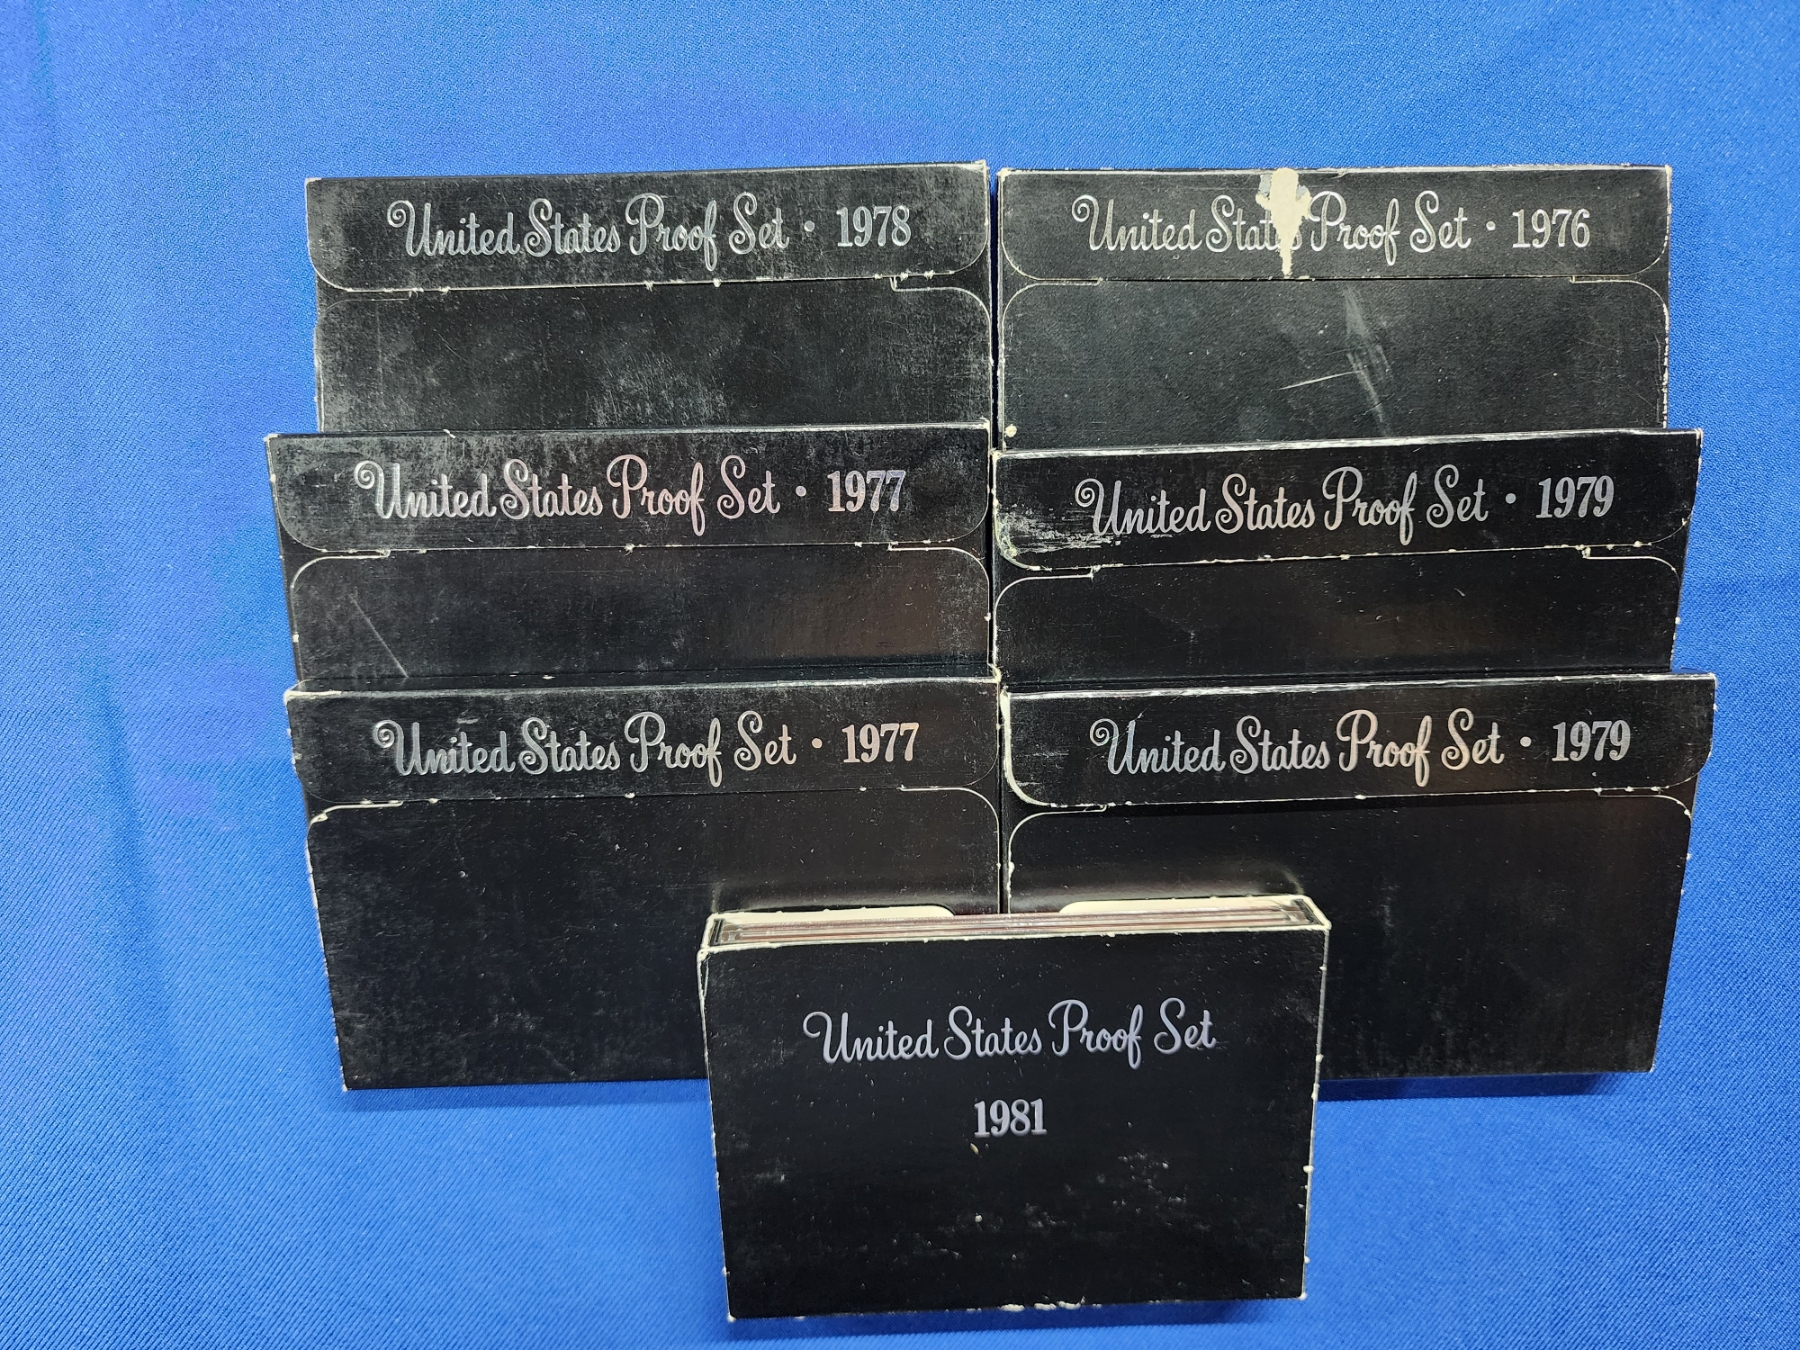 United States Proof Set • 1978
United States Proof Set • 1976
United States Proof Set • 1977
United States Proof Set • 1979
United States Proof Set • 1977
United States Proof Set • 1979
United States Proof Set
1981